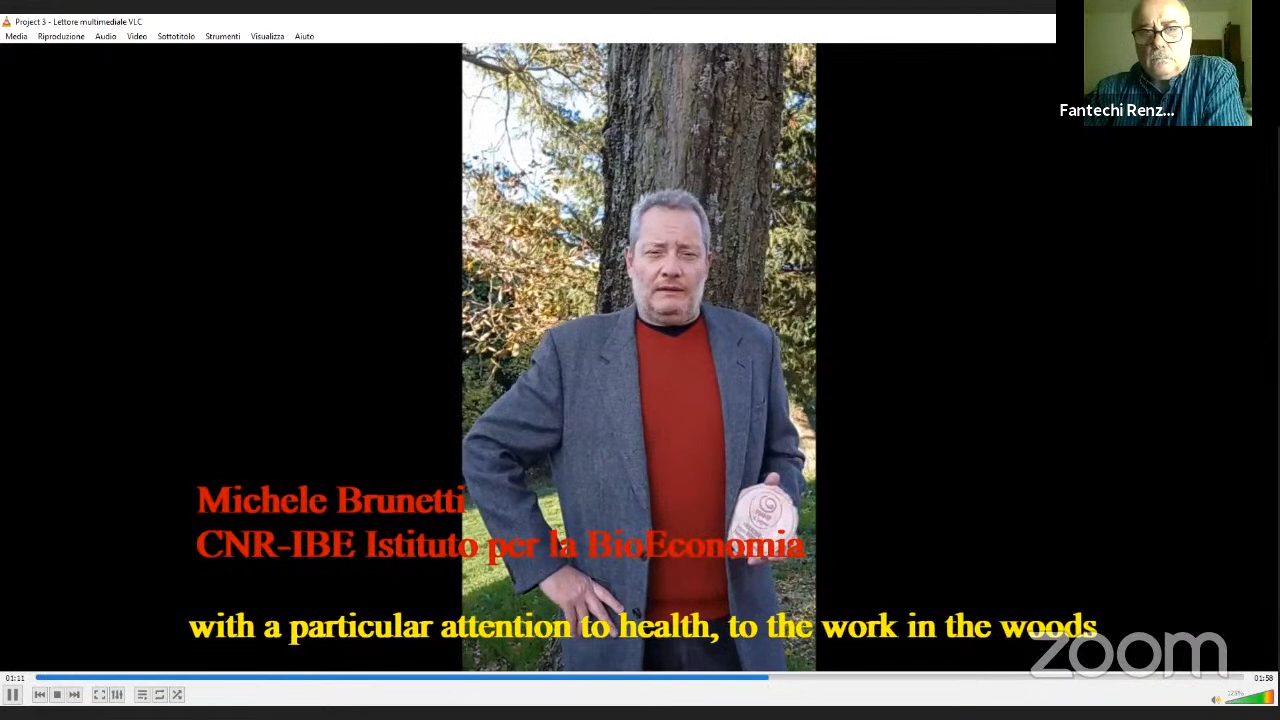 Project 3 - Lettore multimediale VLC
Media Riproduzione Audio Video Sottotitolo Strumenti Visualizza Aiuto
Fantechi Renz...
Michele Brunetti
CNR-IBE Istituto per la BioEconomia
with a particular attention to health, to the work in the woods
zoom
01:11
01:58